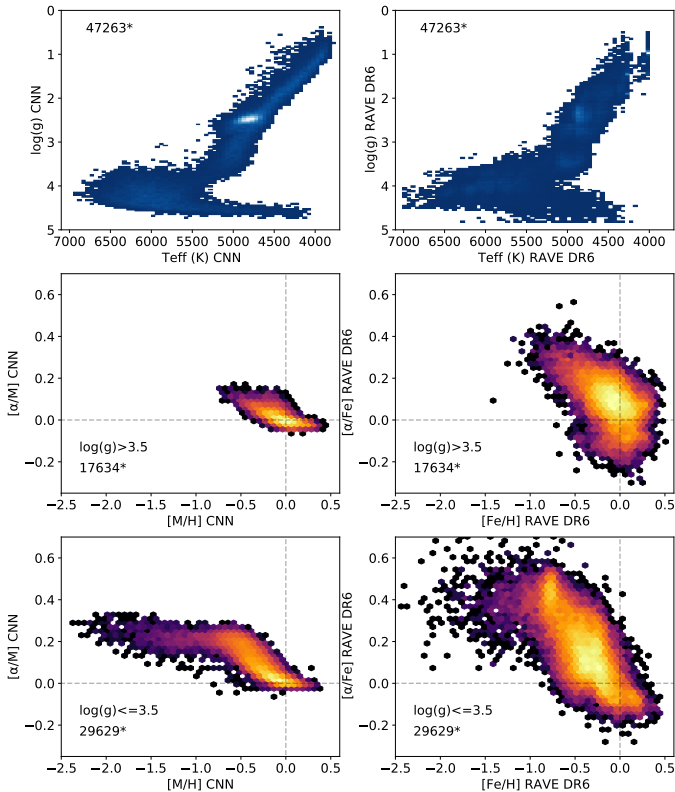 47263*
0
1
2
3
4
5
log(g) CNN
7000 6500 6000 5500 5000 4500 4000
Teff (K) CNN
47263*
0
1
2
3
4
5
log(g) RAVE DR6
7000 6500 6000 5500 5000 4500 4000
Teff (K) RAVE DR6
0.6
0.4
0.2
0.0
−0.2
[α/M] CNN
log(g)>3.5
17634*
−2.5 −2.0 −1.5 −1.0 −0.5 0.0 0.5
[M/H] CNN
0.6
0.4
0.2
0.0
−0.2
[α/Fe] RAVE DR6
log(g)>3.5
17634*
−2.5 −2.0 −1.5 −1.0 −0.5 0.0 0.5
[Fe/H] RAVE DR6
0.6
0.4
0.2
0.0
−0.2
[α/M] CNN
log(g)<=3.5
29629*
−2.5 −2.0 −1.5 −1.0 −0.5 0.0 0.5
[M/H] CNN
0.6
0.4
0.2
0.0
−0.2
[α/Fe] RAVE DR6
log(g)<=3.5
29629*
−2.5 −2.0 −1.5 −1.0 −0.5 0.0 0.5
[Fe/H] RAVE DR6